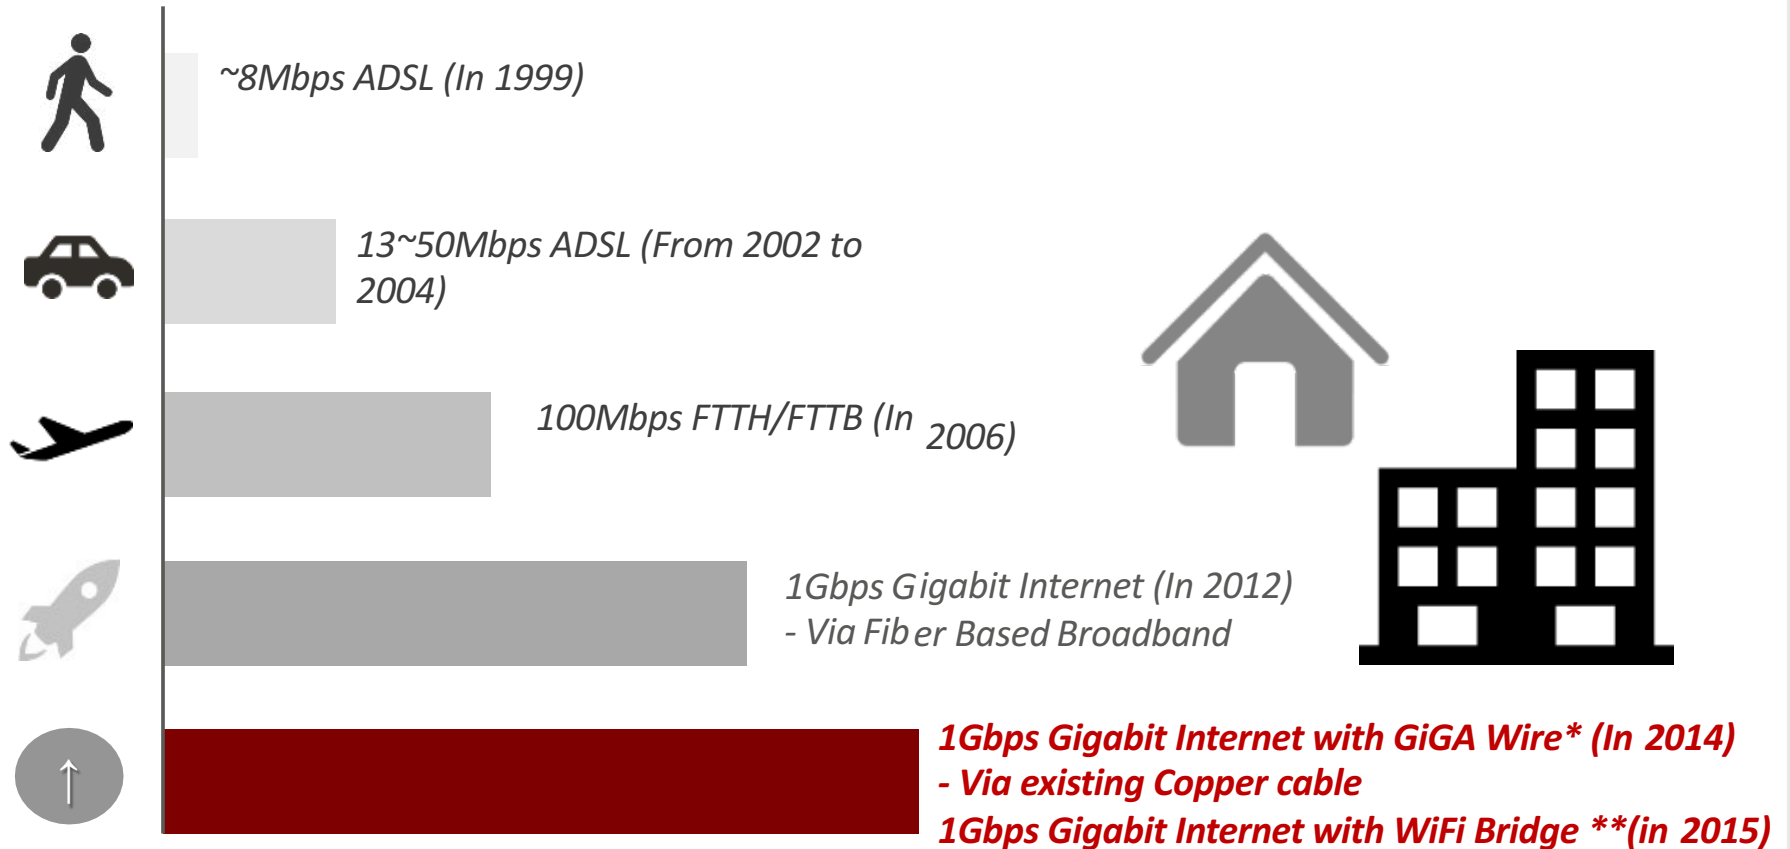 ~8Mbps ADSL (In 1999)
13~50Mbps ADSL (From 2002 to
2004)
100Mbps FTTH/FTTB (In 2006)
1Gbps Gigabit Internet (In 2012)
- Via Fiber Based Broadband
↑
1Gbps Gigabit Internet with GiGA Wire* (In 2014)
- Via existing Copper cable
1Gbps Gigabit Internet with WiFi Bridge **(in 2015)